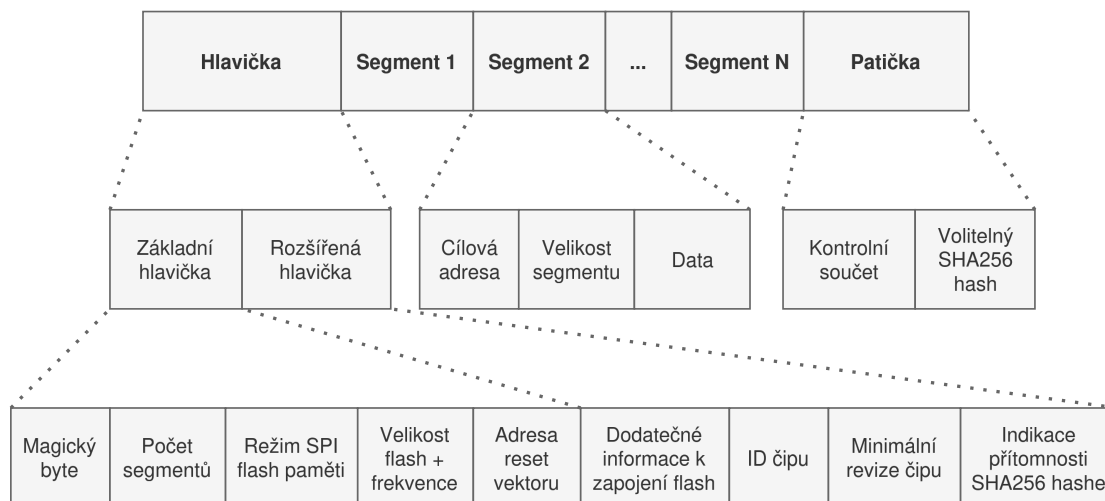 Hlavička
Segment 1
Segment 2
...
Segment N
Patička
Základní
hlavička
Rozšířená
hlavička
Cílová
adresa
Velikost
segmentu
Data
Kontrolní
součet
Volitelný
SHA256
hash
Magický
byte
Počet
segmentů
Režim SPI
flash paměti
Velikost
flash +
frekvence
Adresa
reset
vektoru
Dodatečné
informace k
zapojení flash
ID čipu
Minimální
revize čipu
Indikace
přítomnosti
SHA256 hashe